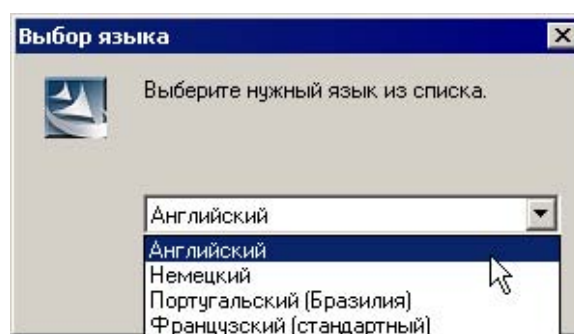 Выбор языка
Выберите нужный язык из списка.
Английский
Английский
Немецкий
Португальский (Бразилия)
Французский (стандартный)